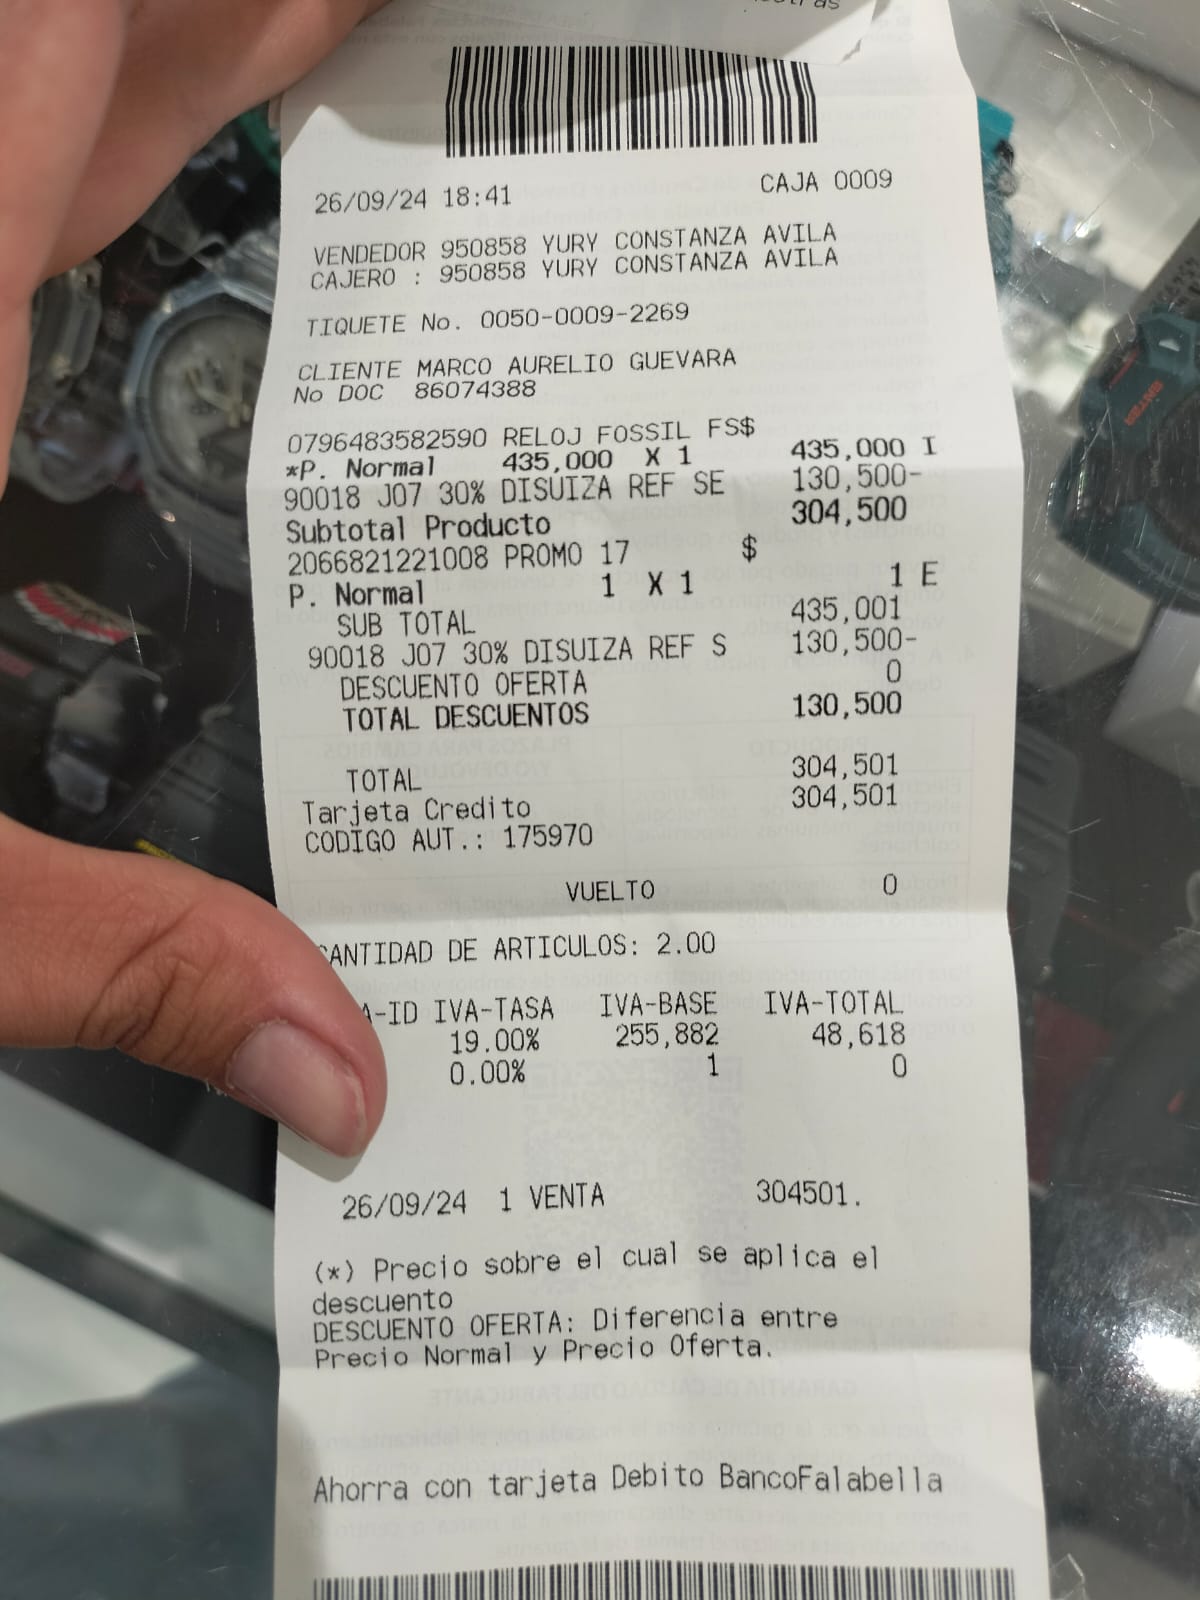 26/09/24 18:41 CAJA 0009
VENDEDOR 950858 YURY CONSTANZA AVILA
CAJERO : 950858 YURY CONSTANZA AVILA
TIQUETE No. 0050-0009-2269
CLIENTE MARCO AURELIO GUEVARA
No DOC 86074388
0796483582590 RELOJ FOSSIL FS$
*P. Normal 435,000 X 1 435,000 I
90018 J07 30% DISUIZA REF SE 130,500-
Subtotal Producto 304,500
2066821221008 PROMO 17 $
P. Normal 1 X 1 1 E
SUB TOTAL 435,001
90018 J07 30% DISUIZA REF S 130,500-
DESCUENTO OFERTA 0
TOTAL DESCUENTOS 130,500
TOTAL 304,501
Tarjeta Credito 304,501
CODIGO AUT.: 175970
VUELTO 0
CANTIDAD DE ARTICULOS: 2.00
A-ID IVA-TASA IVA-BASE IVA-TOTAL
19.00% 255,882 48,618
0.00% 1 0
26/09/24 1 VENTA 304501.
(*) Precio sobre el cual se aplica el
descuento
DESCUENTO OFERTA: Diferencia entre
Precio Normal y Precio Oferta.
Ahorra con tarjeta Debito BancoFalabella